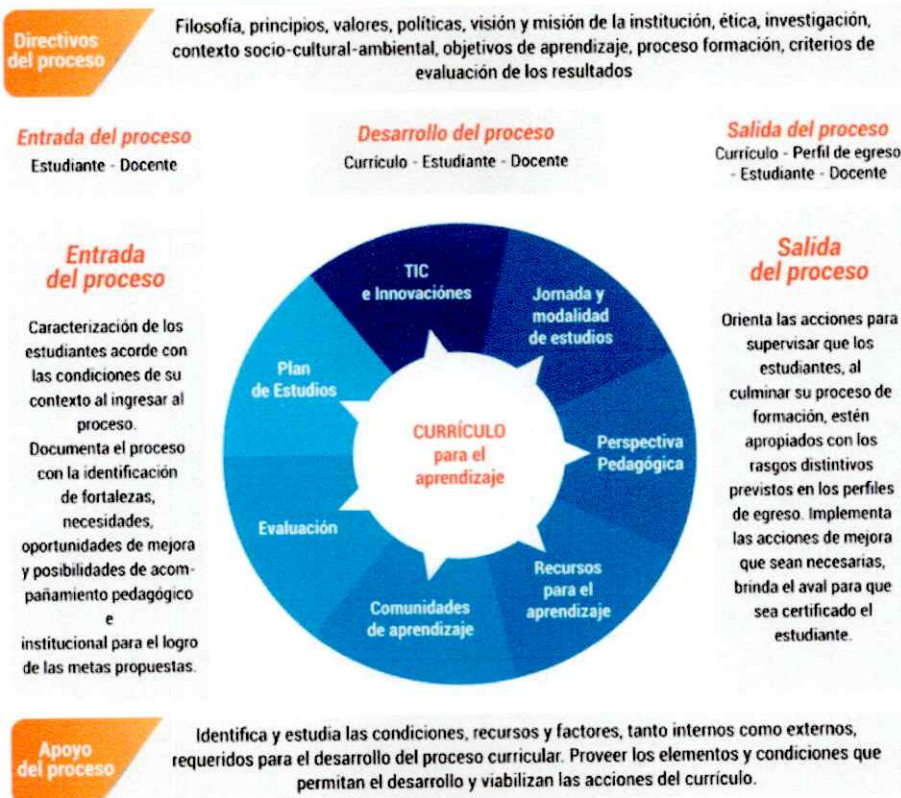 Directivos
del proceso
Filosofía, principios, valores, políticas, visión y misión de la institución, ética, investigación,
contexto socio-cultural-ambiental, objetivos de aprendizaje, proceso formación, criterios de
evaluación de los resultados
Entrada del proceso
Estudiante - Docente
Desarrollo del proceso
Currículo - Estudiante - Docente
Salida del proceso
Currículo - Perfil de egreso
- Estudiante - Docente
Entrada
del proceso
Caracterización de los
estudiantes acorde con
las condiciones de su
contexto al ingresar al
proceso.
Documenta el proceso
con la identificación
de fortalezas,
necesidades,
oportunidades de mejora
y posibilidades de acom-
pañamiento pedagógico
e
institucional para el logro
de las metas propuestas.
TIC
e Innovaciónes
Jornada y
modalidad
de estudios
Plan
de Estudios
CURRÍCULO
para el
aprendizaje
Perspectiva
Pedagógica
Evaluación
Recursos
para el
aprendizaje
Comunidades
de aprendizaje
Salida
del proceso
Orienta las acciones para
supervisar que los
estudiantes, al
culminar su proceso de
formación, estén
apropiados con los
rasgos distintivos
previstos en los perfiles
de egreso. Implementa
las acciones de mejora
que sean necesarias,
brinda el aval para que
sea certificado el
estudiante.
Apoyo
del proceso
Identifica y estudia las condiciones, recursos y factores, tanto internos como externos,
requeridos para el desarrollo del proceso curricular. Proveer los elementos y condiciones que
permitan el desarrollo y viabilizan las acciones del currículo.